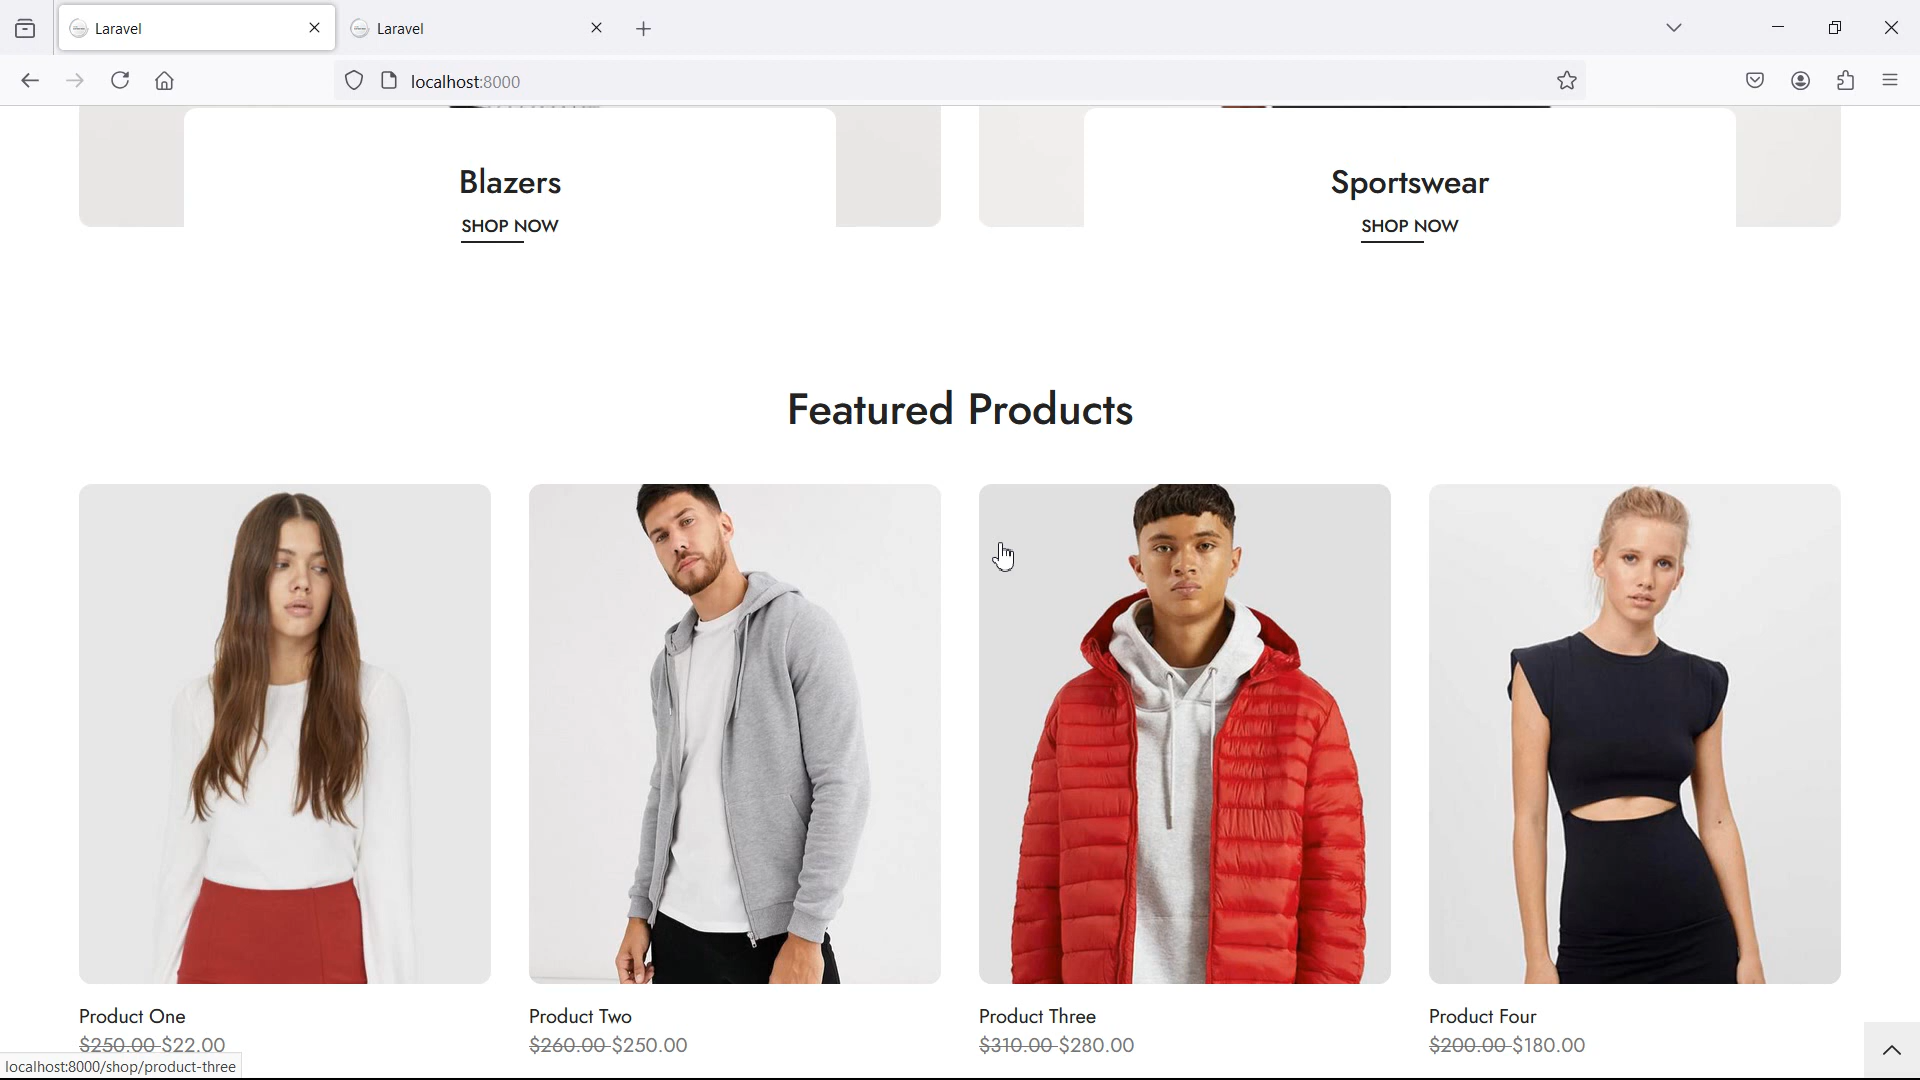 Laravel
Laravel
localhost:8000
Blazers
SHOP NOW
Sportswear
SHOP NOW
Featured Products
Product One
$250.00 $22.00
Product Two
$260.00 $250.00
Product Three
$310.00 $280.00
Product Four
$200.00 $180.00
localhost:8000/shop/product-three